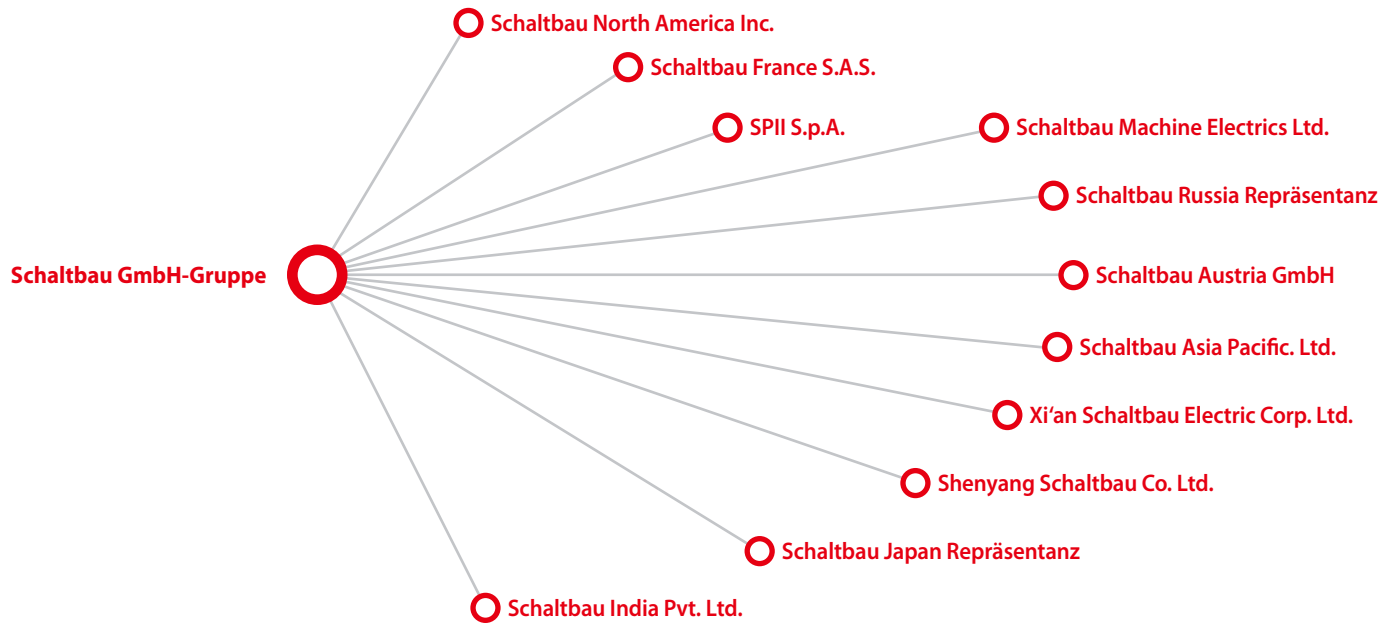 Schaltbau North America Inc.
Schaltbau France S.A.S.
SPII S.p.A.
Schaltbau Machine Electrics Ltd.
Schaltbau Russia Repräsentanz
Schaltbau GmbH-Gruppe
Schaltbau Austria GmbH
Schaltbau Asia Pacific. Ltd.
Xi‘an Schaltbau Electric Corp. Ltd.
Shenyang Schaltbau Co. Ltd.
Schaltbau Japan Repräsentanz
Schaltbau India Pvt. Ltd.